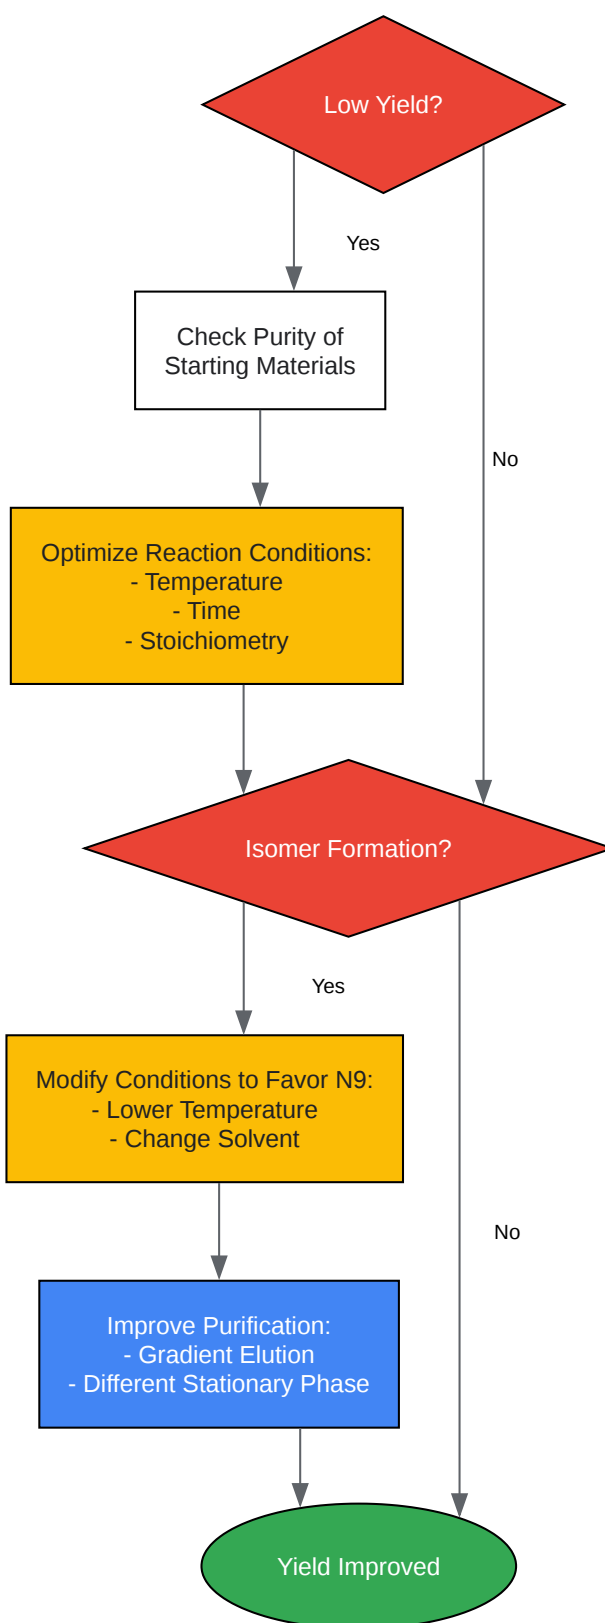 Low Yield?
Yes
Check Purity of
Starting Materials
No
Optimize Reaction Conditions:
- Temperature
- Time
- Stoichiometry
Isomer Formation?
Yes
Modify Conditions to Favor N9:
- Lower Temperature
- Change Solvent
No
Improve Purification:
- Gradient Elution
- Different Stationary Phase
Yield Improved